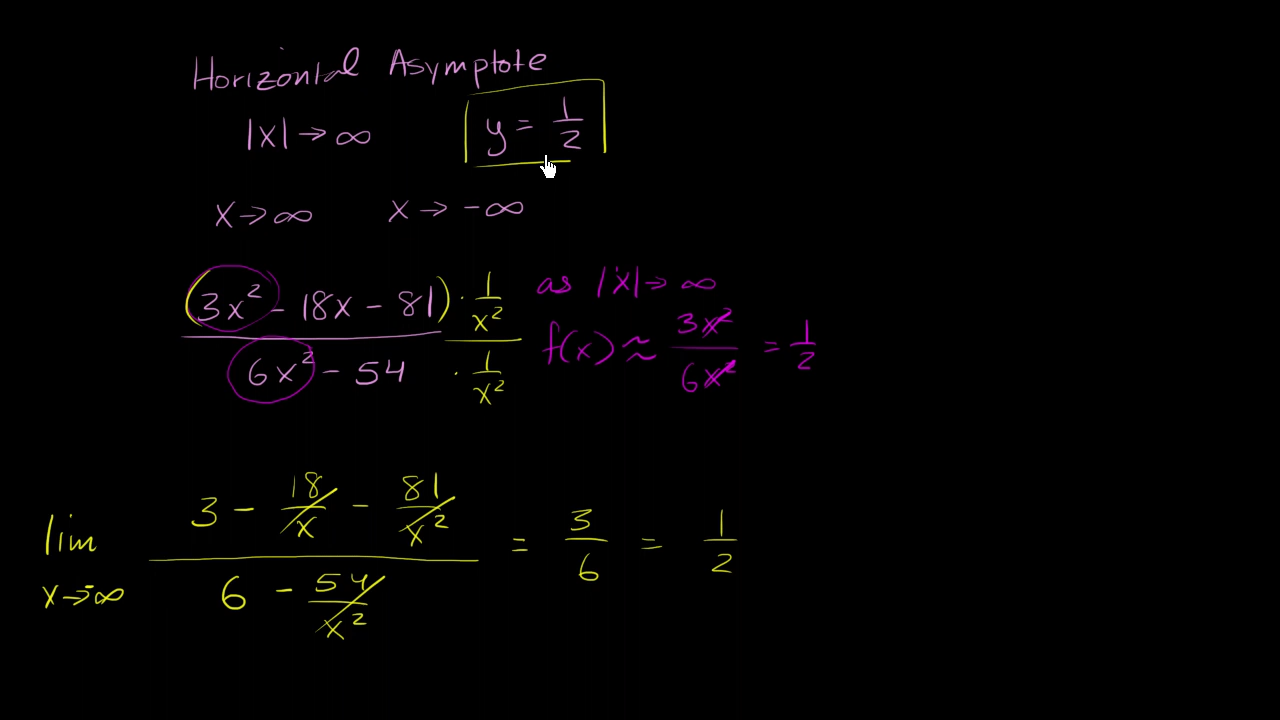 Horizontal Asymptote
|x| → ∞ y = 1/2
x → ∞ x → -∞
(3x² - 18x - 81) · 1/x² as |x| → ∞
6x² - 54 · 1/x² f(x) ≈ 3x²/6x² = 1/2
lim x → -∞ (3 - 18/x - 81/x²)/(6 - 54/x²) = 3/6 = 1/2